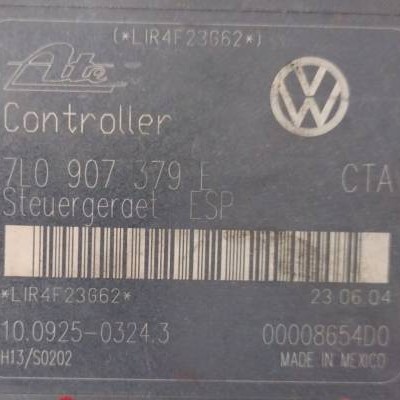 (*LIR4F23G62*)
Ate
Controller
7L0 907 379 E CTA
Steuergeraet ESP
*LIR4F23G62* 23.06.04
10.0925-0324.3 00008654D0
H13/S0202 MADE IN MEXICO